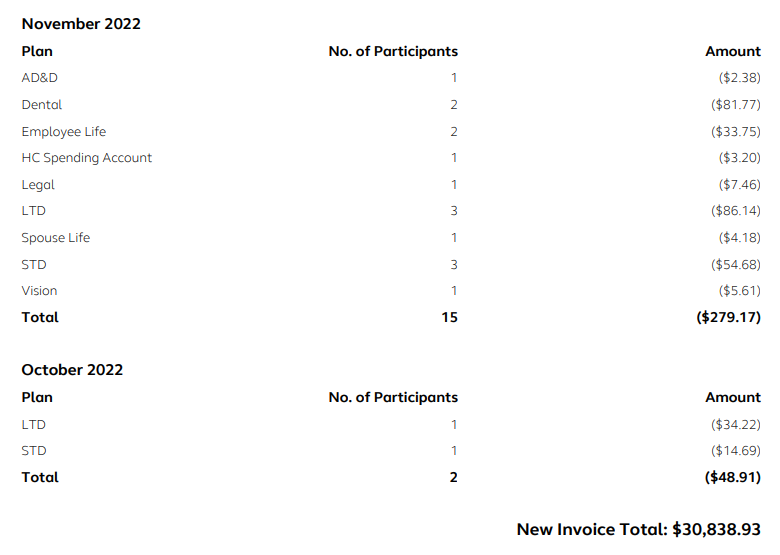 November 2022
Plan No. of Participants Amount
AD&D 1 ($2.38)
Dental 2 ($81.77)
Employee Life 2 ($33.75)
HC Spending Account 1 ($3.20)
Legal 1 ($7.46)
LTD 3 ($86.14)
Spouse Life 1 ($4.18)
STD 3 ($54.68)
Vision 1 ($5.61)
Total 15 ($279.17)
October 2022
Plan No. of Participants Amount
LTD 1 ($34.22)
STD 1 ($14.69)
Total 2 ($48.91)
New Invoice Total: $30,838.93